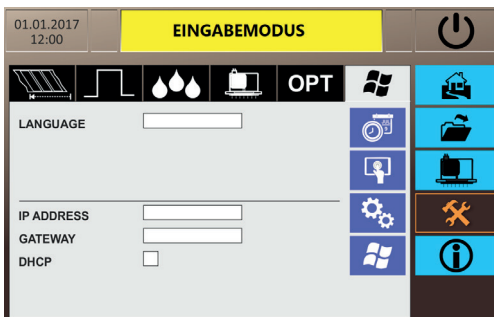 01.01.2017
12:00
EINGABEMODUS
OPT
LANGUAGE
IP ADDRESS
GATEWAY
DHCP